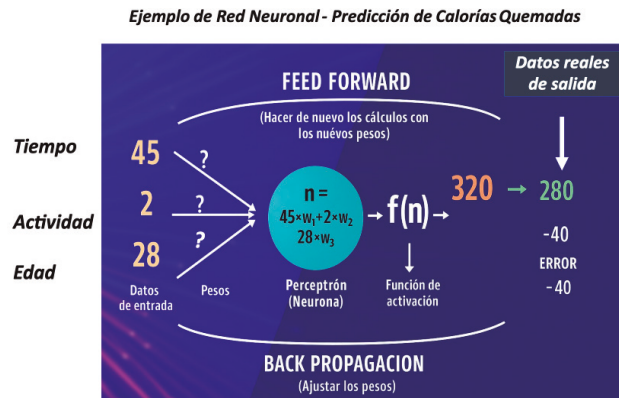 Ejemplo de Red Neuronal - Predicción de Calorías Quemadas
Datos reales
de salida
FEED FORWARD
(Hacer de nuevo los cálculos con
los nuévos pesos)
Tiempo
45
?
Actividad
2
?
Edad
28
?
n =
45×w₁+2×w₂
28×w₃
f(n)
320
280
-40
ERROR
-40
Datos
de entrada
Pesos
Perceptrón
(Neurona)
Función de
activación
BACK PROPAGACION
(Ajustar los pesos)